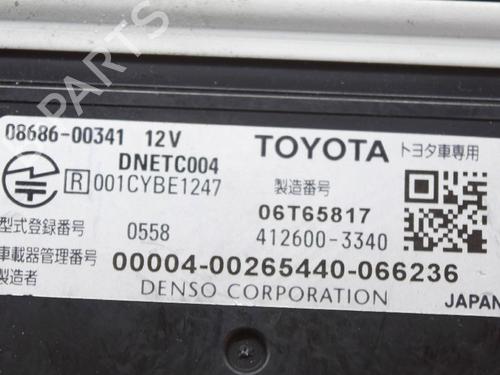 PARTS
08686-00341 12V
TOYOTA トヨタ車専用
DNETC004
R 001CYBE1247
製造番号
06T65817
型式登録番号 0558
412600-3340
車載器管理番号 00004-00265440-066236
製造者 DENSO CORPORATION JAPAN